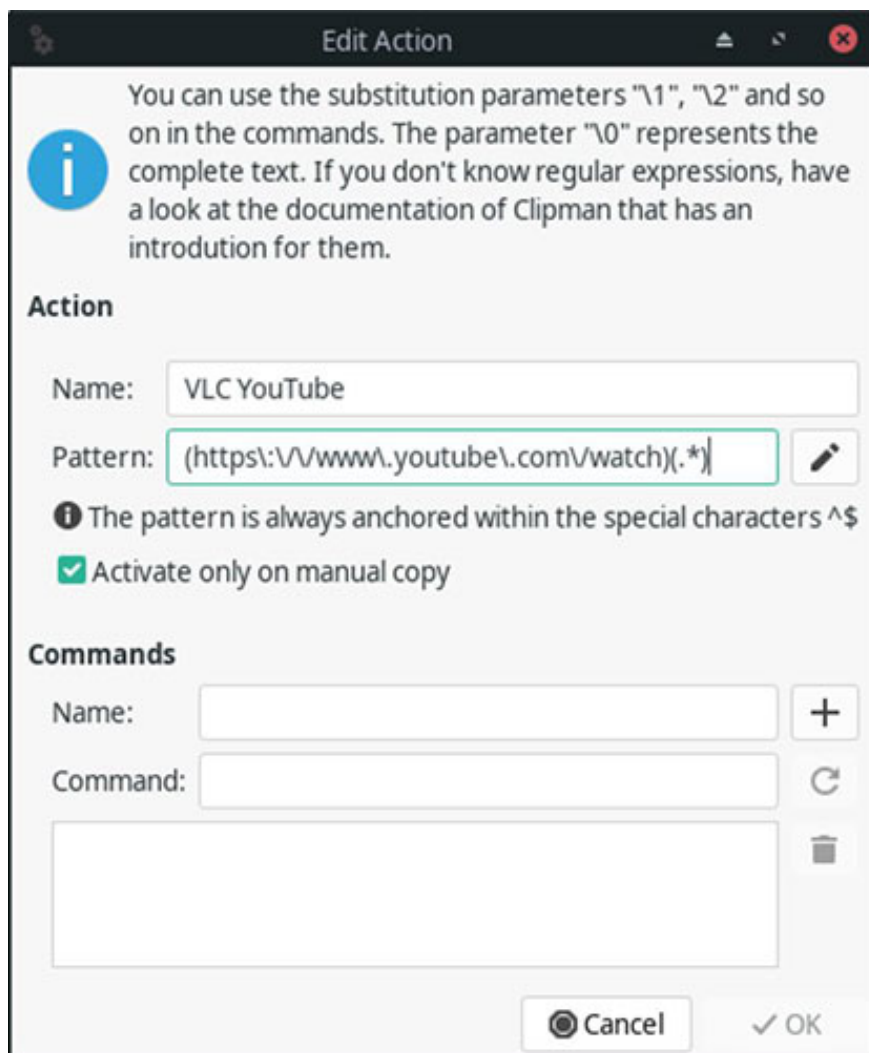 Edit Action
You can use the substitution parameters "\1", "\2" and so
on in the commands. The parameter "\0" represents the
complete text. If you don't know regular expressions, have
a look at the documentation of Clipman that has an
introdution for them.
Action
Name: VLC YouTube
Pattern: (https\:\/\/www\.youtube\.com\/watch)(.*)
The pattern is always anchored within the special characters ^$
Activate only on manual copy
Commands
Name:
Command:
Cancel OK